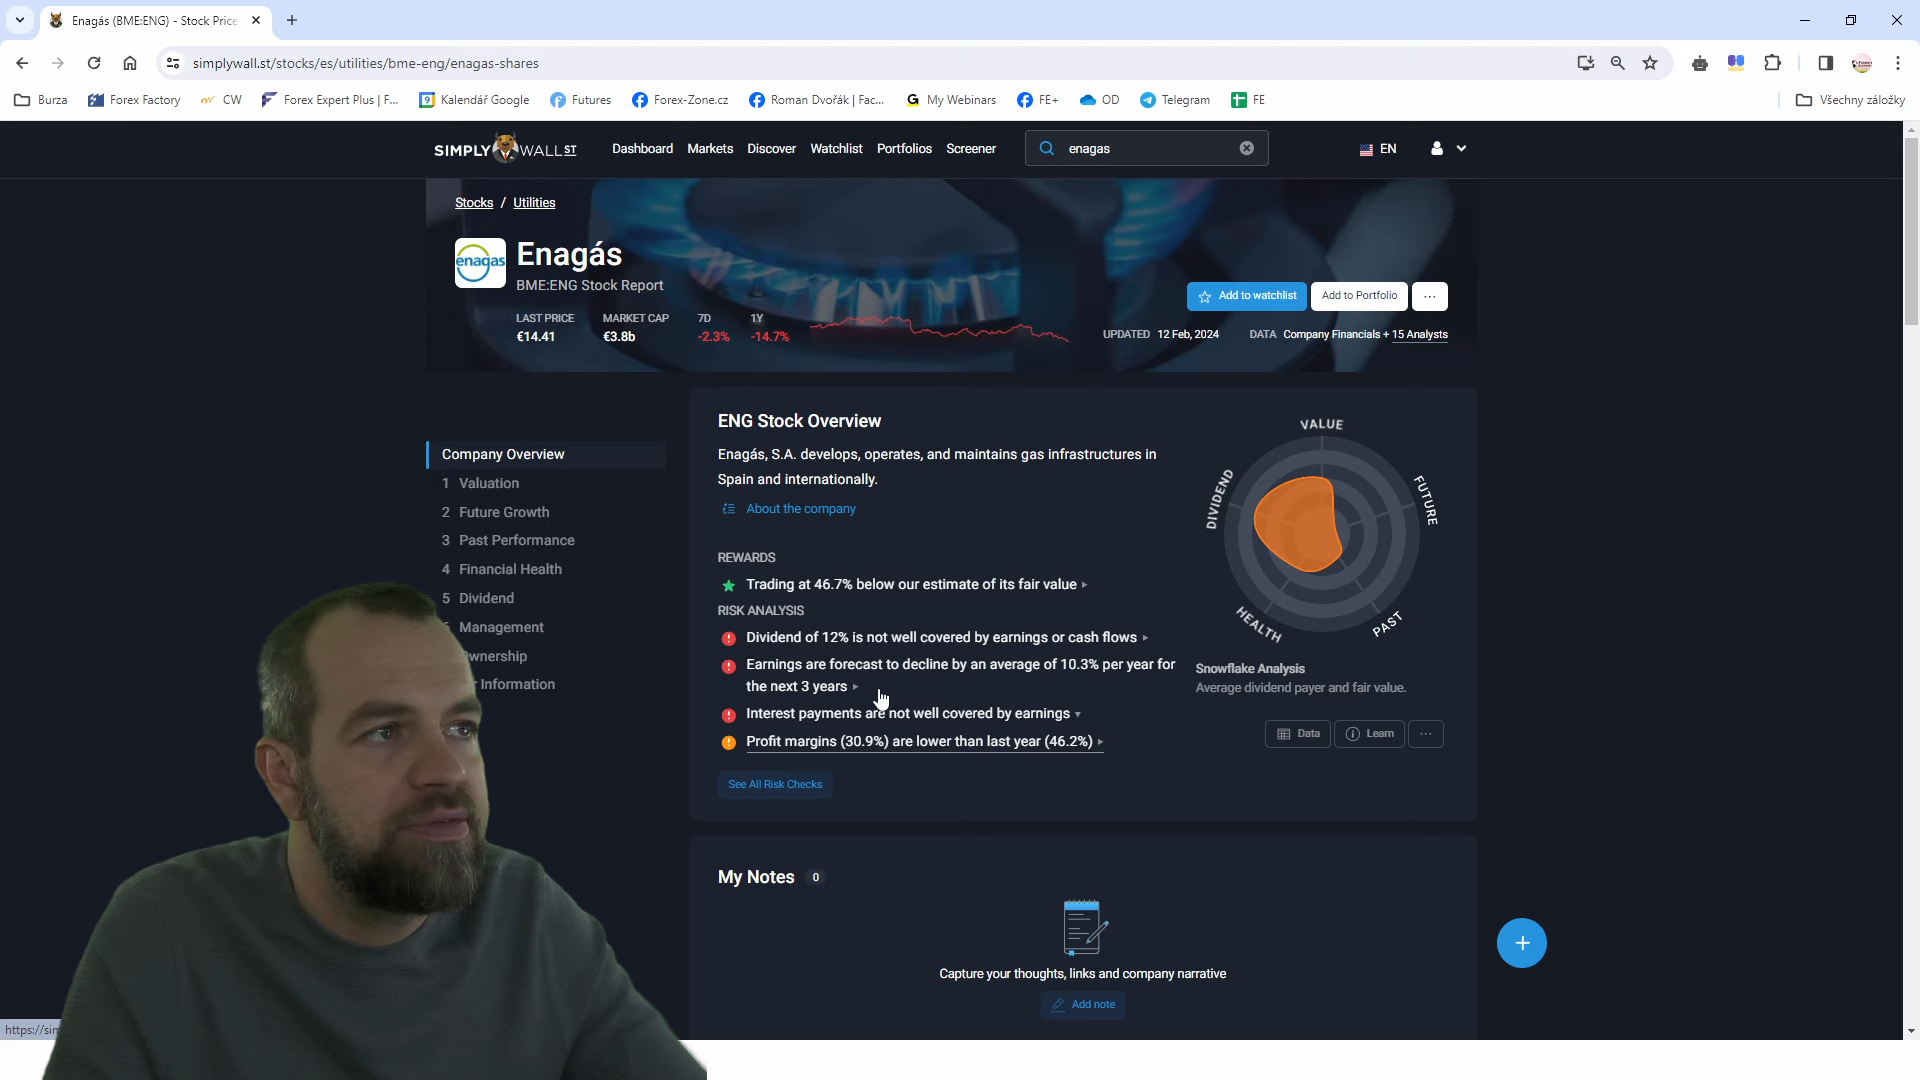 Enagás (BME:ENG) - Stock Price
simplywall.st/stocks/es/utilities/bme-eng/enagas-shares
Burza
Forex Factory
CW
Forex Expert Plus | F...
9
Kalendář Google
Futures
Forex-Zone.cz
Roman Dvořák | Fac...
G My Webinars
FE+
OD
Telegram
FE
Všechny záložky
SIMPLY WALL ST
Dashboard
Markets
Discover
Watchlist
Portfolios
Screener
enagas
EN
Stocks / Utilities
enagas
Enagás
BME:ENG Stock Report
LAST PRICE
€14.41
MARKET CAP
€3.8b
7D
-2.3%
1Y
-14.7%
Add to watchlist
Add to Portfolio
UPDATED 12 Feb, 2024
DATA Company Financials + 15 Analysts
Company Overview
1 Valuation
2 Future Growth
3 Past Performance
4 Financial Health
5 Dividend
Management
wnership
Information
ENG Stock Overview
Enagás, S.A. develops, operates, and maintains gas infrastructures in
Spain and internationally.
About the company
REWARDS
Trading at 46.7% below our estimate of its fair value
RISK ANALYSIS
Dividend of 12% is not well covered by earnings or cash flows
Earnings are forecast to decline by an average of 10.3% per year for
the next 3 years
Interest payments are not well covered by earnings
Profit margins (30.9%) are lower than last year (46.2%)
See All Risk Checks
VALUE
FUTURE
PAST
HEALTH
DIVIDEND
Snowflake Analysis
Average dividend payer and fair value.
Data
Learn
My Notes 0
Capture your thoughts, links and company narrative
Add note
https://sim